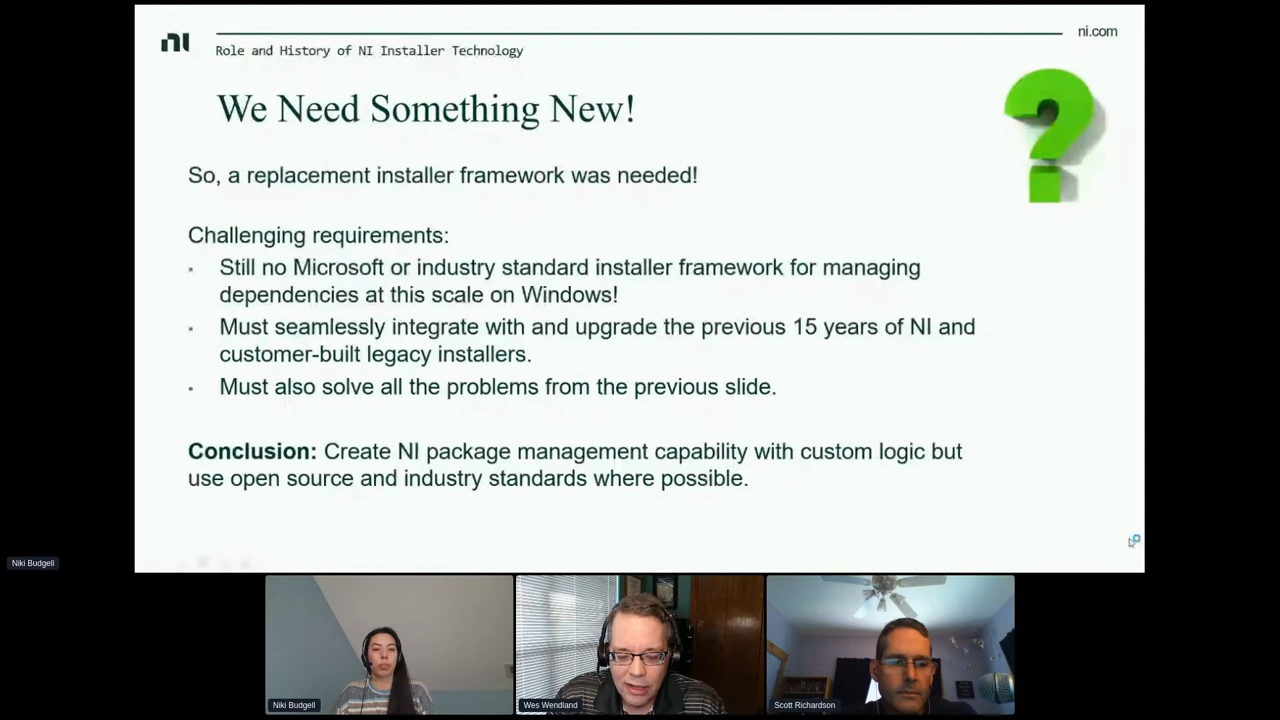 ni
ni.com
Role and History of NI Installer Technology
We Need Something New!
?
So, a replacement installer framework was needed!
Challenging requirements:
Still no Microsoft or industry standard installer framework for managing
dependencies at this scale on Windows!
Must seamlessly integrate with and upgrade the previous 15 years of NI and
customer-built legacy installers.
Must also solve all the problems from the previous slide.
Conclusion: Create NI package management capability with custom logic but
use open source and industry standards where possible.
Niki Budgell
Niki Budgell
Wes Wendland
Scott Richardson